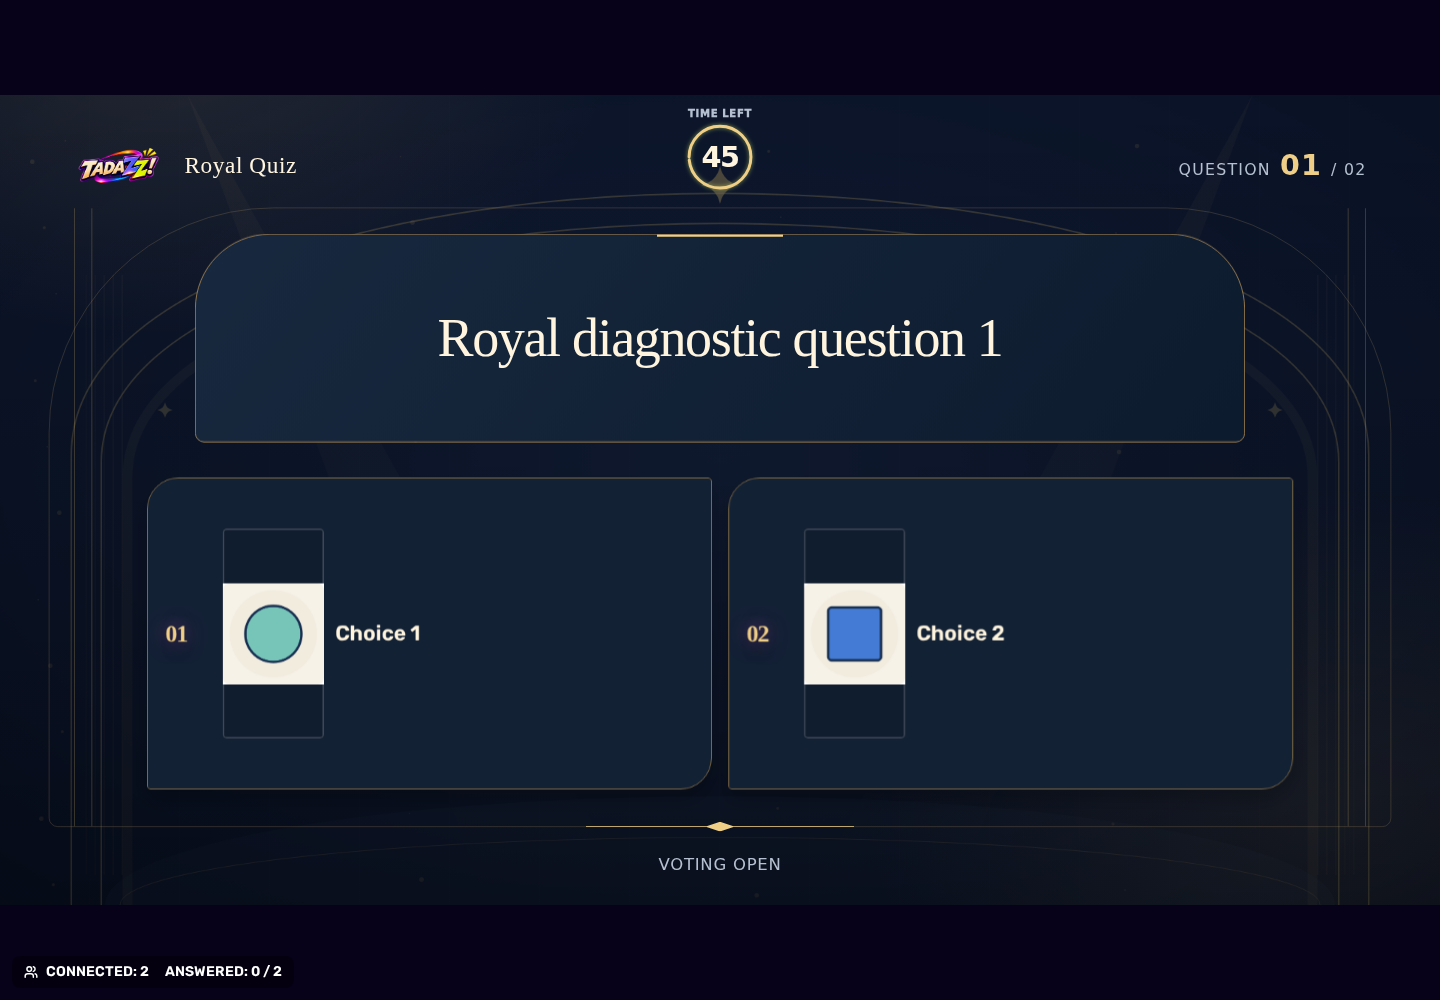 TIME LEFT
45
TADAZZ!
Royal Quiz
QUESTION 01 / 02
Royal diagnostic question 1
01
Choice 1
02
Choice 2
VOTING OPEN
CONNECTED: 2 ANSWERED: 0 / 2